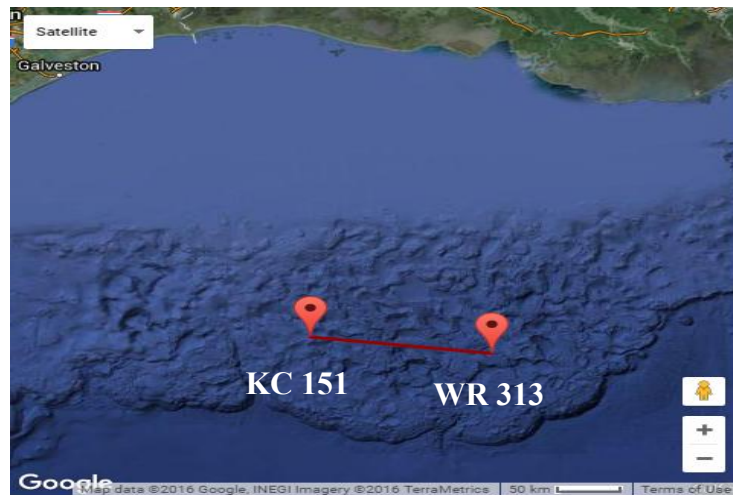 n
Satellite
Galveston
KC 151
WR 313
+
−
Google
Map data ©2016 Google, INEGI Imagery ©2016 TerraMetrics
50 km
Terms of Use